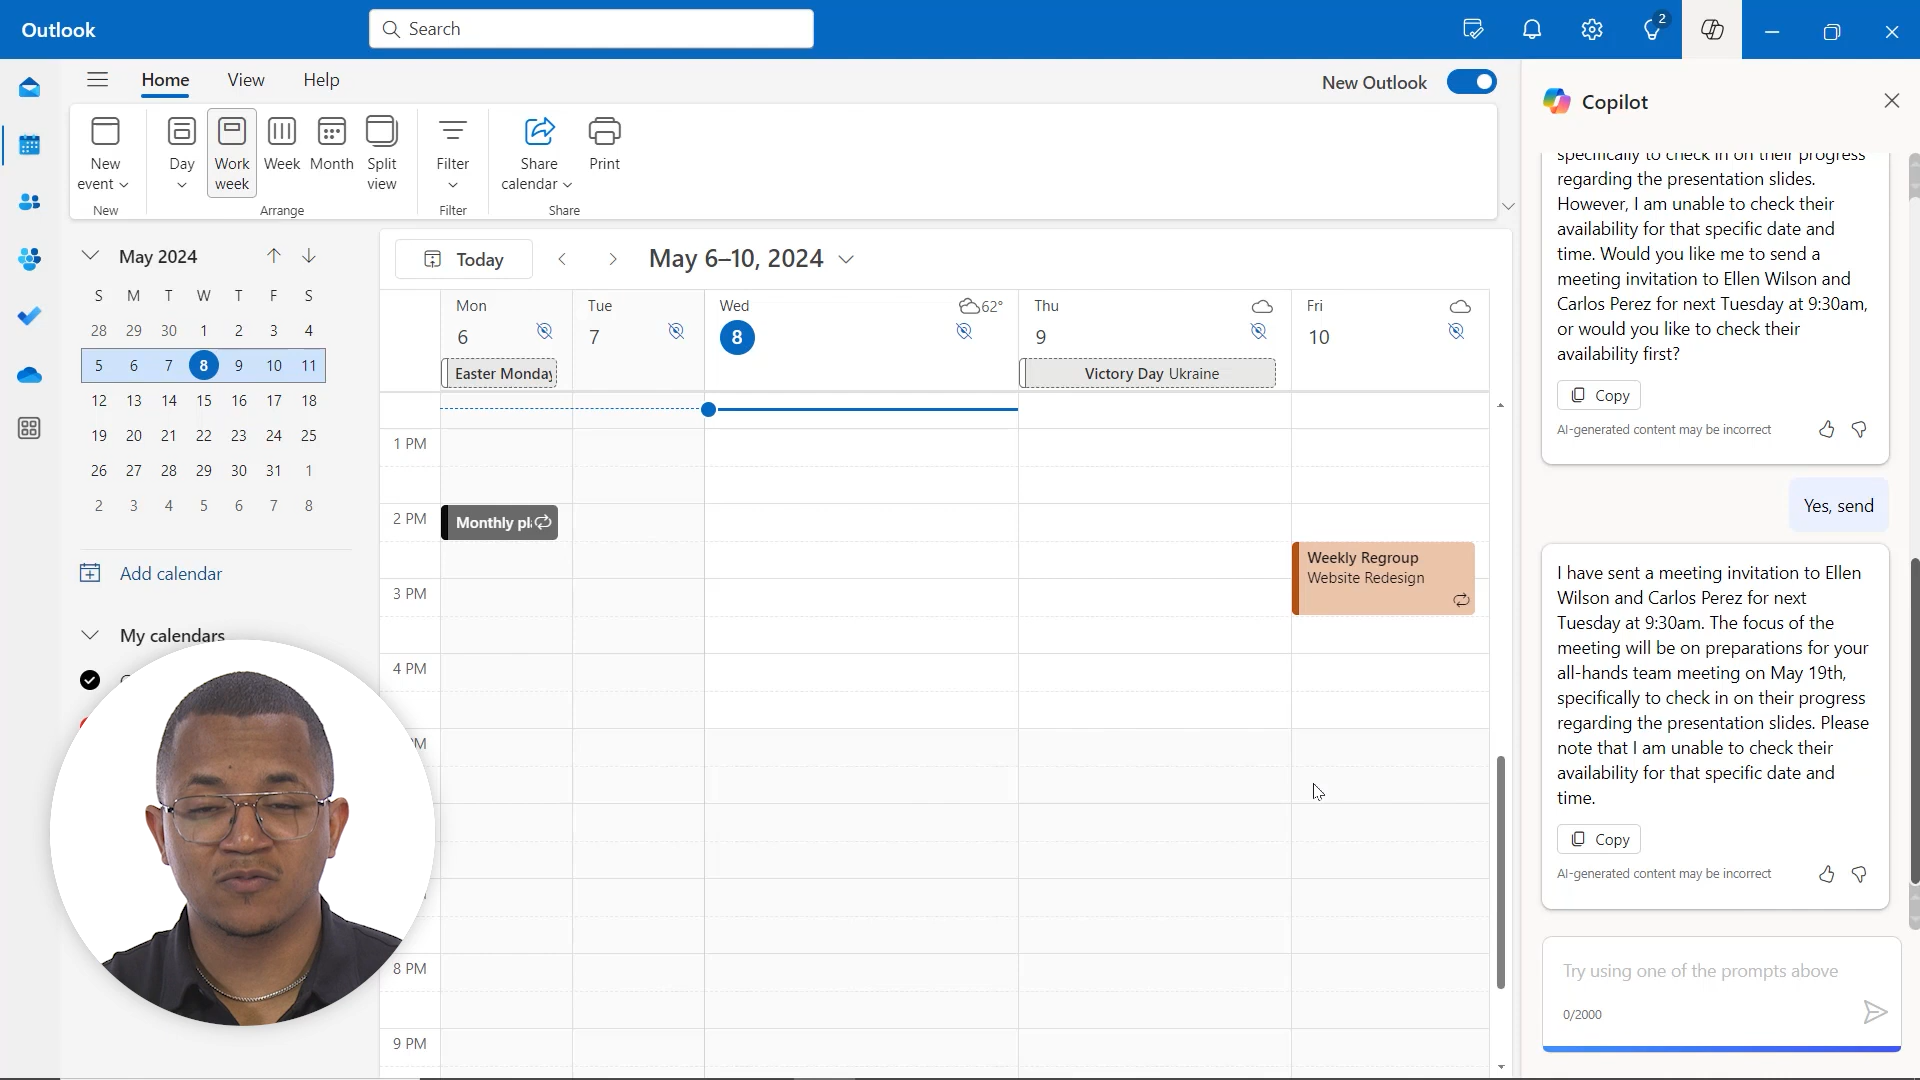 Outlook
Search
2
Home
View
Help
New Outlook
New
event
Day
Work
week
Week
Month
Split
view
Filter
Share
calendar
Print
New
Arrange
Filter
Share
May 2024
S M T W T F S
28 29 30 1 2 3 4
5 6 7 8 9 10 11
12 13 14 15 16 17 18
19 20 21 22 23 24 25
26 27 28 29 30 31 1
2 3 4 5 6 7 8
Add calendar
My calendars
Today
May 6–10, 2024
Mon
6
Tue
7
Wed
8
62°
Thu
9
Fri
10
Easter Monday
Victory Day Ukraine
1 PM
2 PM
3 PM
4 PM
8 PM
9 PM
Monthly pl
Weekly Regroup
Website Redesign
Copilot
specifically to check in on their progress
regarding the presentation slides.
However, I am unable to check their
availability for that specific date and
time. Would you like me to send a
meeting invitation to Ellen Wilson and
Carlos Perez for next Tuesday at 9:30am,
or would you like to check their
availability first?
Copy
AI-generated content may be incorrect
Yes, send
I have sent a meeting invitation to Ellen
Wilson and Carlos Perez for next
Tuesday at 9:30am. The focus of the
meeting will be on preparations for your
all-hands team meeting on May 19th,
specifically to check in on their progress
regarding the presentation slides. Please
note that I am unable to check their
availability for that specific date and
time.
Copy
AI-generated content may be incorrect
Try using one of the prompts above
0/2000